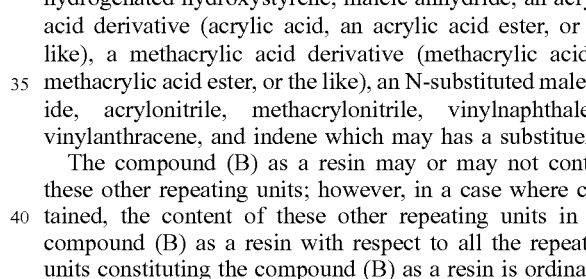 hydrogenated hydroxystyrene, maleic anhydride, an acry
acid derivative (acrylic acid, an acrylic acid ester, or
like), a methacrylic acid derivative (methacrylic acid
35 methacrylic acid ester, or the like), an N-substituted male
ide, acrylonitrile, methacrylonitrile, vinylnaphthale
vinylanthracene, and indene which may has a substitue
The compound (B) as a resin may or may not cont
these other repeating units; however, in a case where c
40 tained, the content of these other repeating units in
compound (B) as a resin with respect to all the repeat
units constituting the compound (B) as a resin is ordina